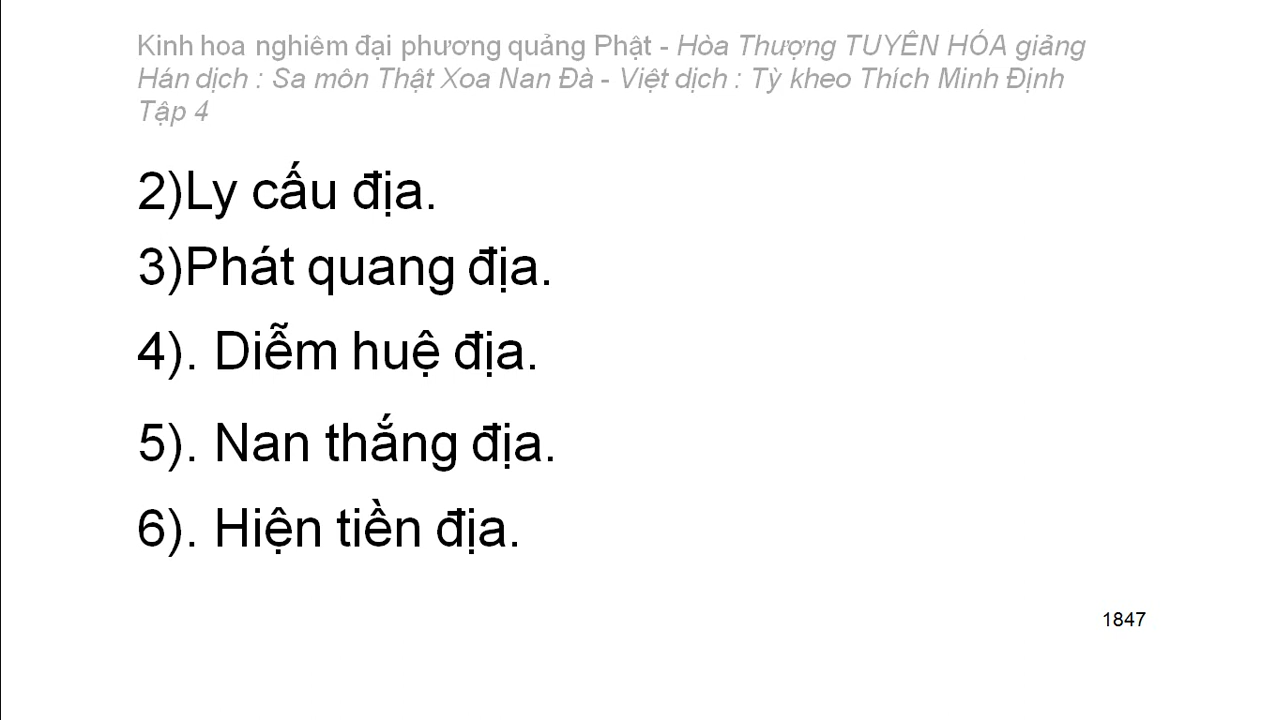 Kinh hoa nghiêm đại phương quảng Phật - Hòa Thượng TUYÊN HÓA giảng
Hán dịch : Sa môn Thật Xoa Nan Đà - Việt dịch : Tỳ kheo Thích Minh Định
Tập 4
2)Ly cấu địa.
3)Phát quang địa.
4). Diễm huệ địa.
5). Nan thắng địa.
6). Hiện tiền địa.
1847